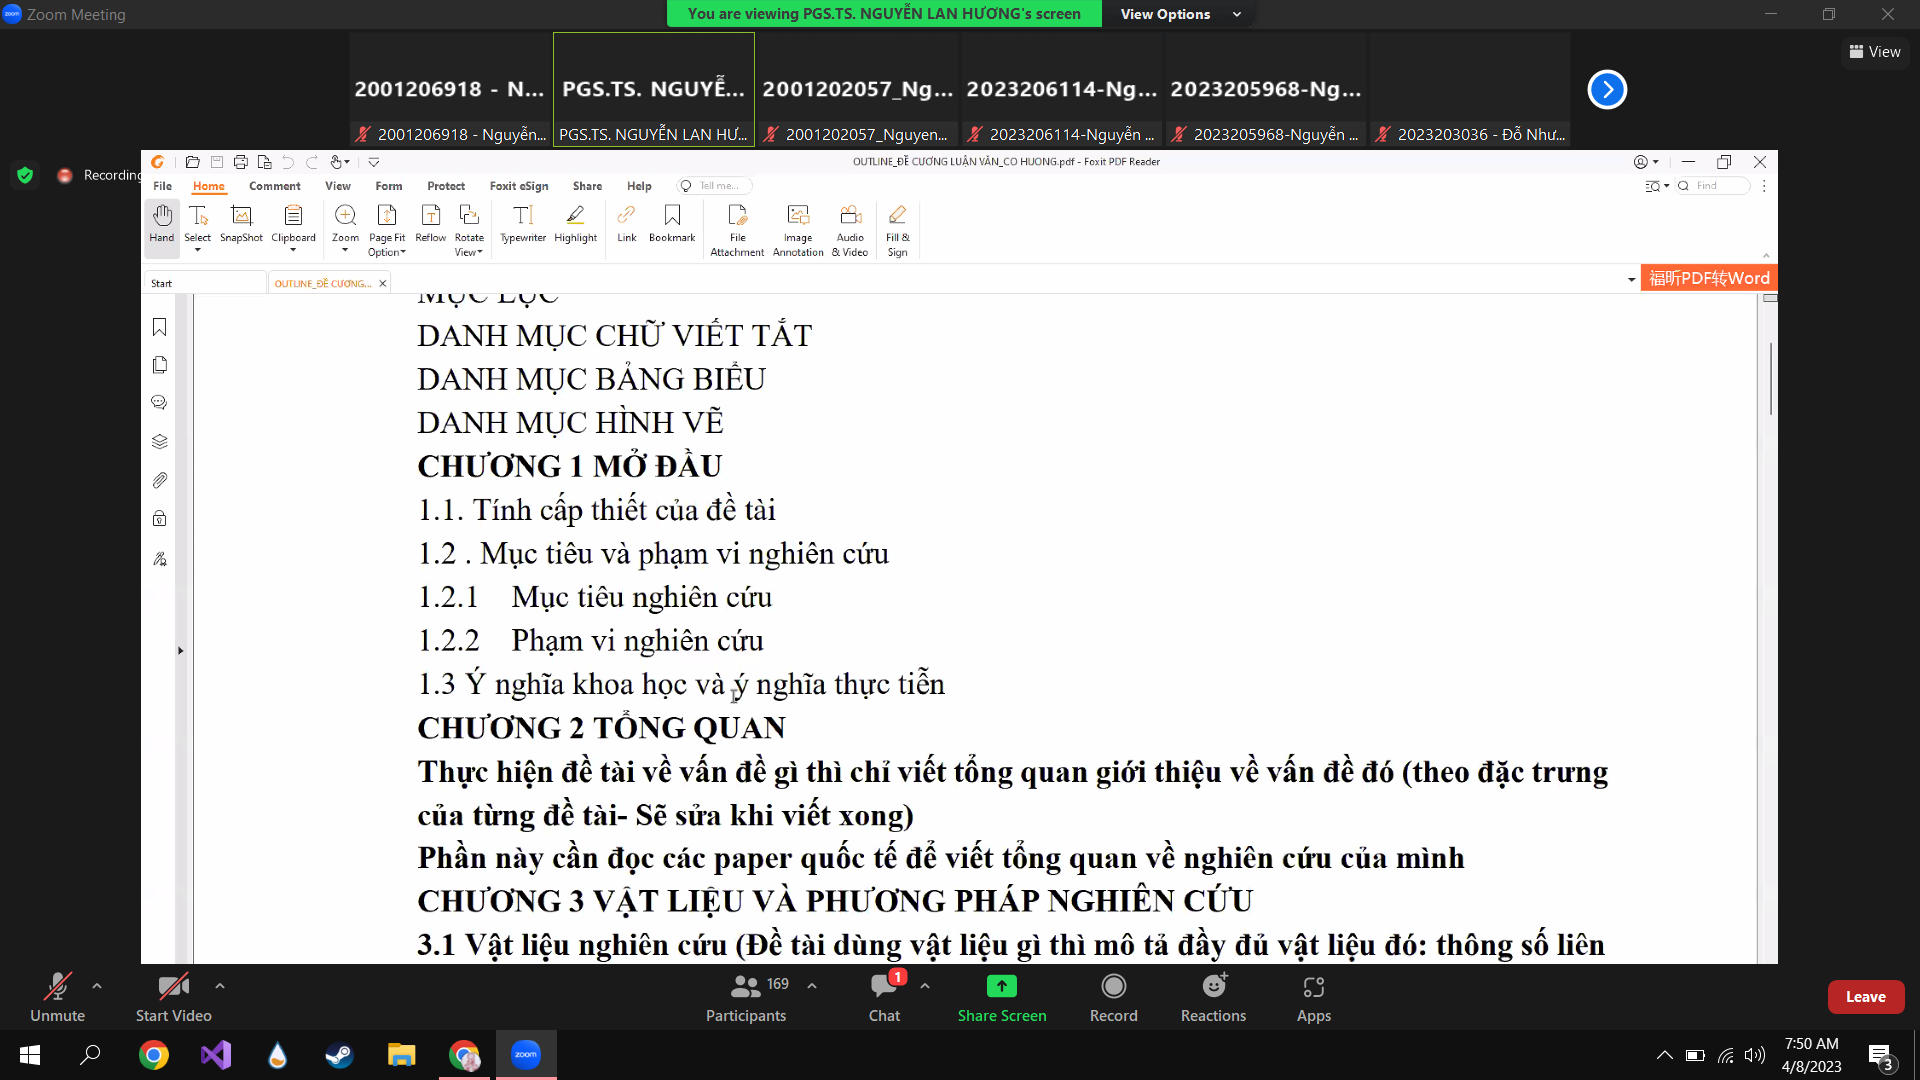 Zoom Meeting
You are viewing PGS.TS. NGUYỄN LAN HƯƠNG's screen
View Options
View
2001206918 - N...
PGS.TS. NGUYỄ...
2001202057_Ng...
2023206114-Ng...
2023205968-Ng...
2001206918 - Nguyễn...
PGS.TS. NGUYỄN LAN HƯ...
2001202057_Nguyen...
2023206114-Nguyễn ...
2023205968-Nguyễn ...
2023203036 - Đỗ Như...
Recording
OUTLINE_ĐỀ CƯƠNG LUẬN VĂN_CO HUONG.pdf - Foxit PDF Reader
File Home Comment View Form Protect Foxit eSign Share Help Tell me... Find
Hand
Select
SnapShot
Clipboard
Zoom
Page Fit Option
Reflow
Rotate View
Typewriter
Highlight
Link
Bookmark
File Attachment
Image Annotation
Audio & Video
Fill & Sign
Start
OUTLINE_ĐỀ CƯƠNG...
福昕PDF转Word
MỤC LỤC
DANH MỤC CHỮ VIẾT TẮT
DANH MỤC BẢNG BIỂU
DANH MỤC HÌNH VẼ
CHƯƠNG 1 MỞ ĐẦU
1.1. Tính cấp thiết của đề tài
1.2 . Mục tiêu và phạm vi nghiên cứu
1.2.1 Mục tiêu nghiên cứu
1.2.2 Phạm vi nghiên cứu
1.3 Ý nghĩa khoa học và ý nghĩa thực tiễn
CHƯƠNG 2 TỔNG QUAN
Thực hiện đề tài về vấn đề gì thì chỉ viết tổng quan giới thiệu về vấn đề đó (theo đặc trưng
của từng đề tài- Sẽ sửa khi viết xong)
Phần này cần đọc các paper quốc tế để viết tổng quan về nghiên cứu của mình
CHƯƠNG 3 VẬT LIỆU VÀ PHƯƠNG PHÁP NGHIÊN CỨU
3.1 Vật liệu nghiên cứu (Đề tài dùng vật liệu gì thì mô tả đầy đủ vật liệu đó: thông số liên
Unmute
Start Video
169
Participants
1
Chat
Share Screen
Record
Reactions
Apps
Leave
zoom
7:50 AM
4/8/2023
3